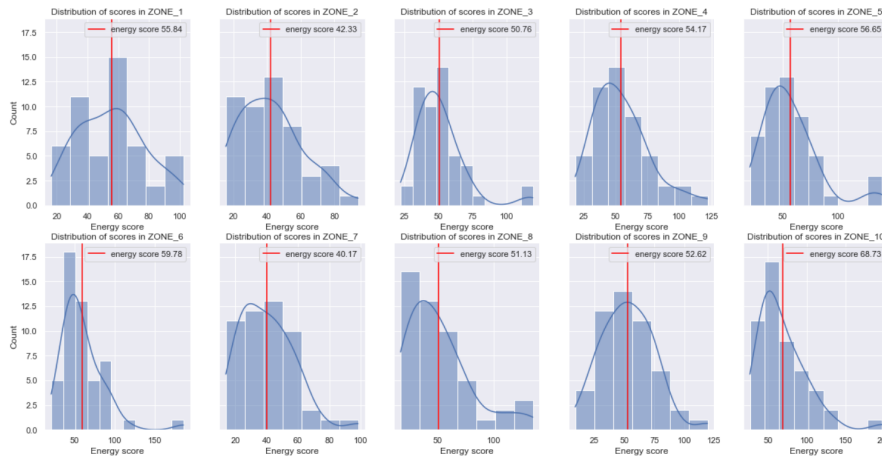 Distribution of scores in ZONE_1
Distribution of scores in ZONE_2
Distribution of scores in ZONE_3
Distribution of scores in ZONE_4
Distribution of scores in ZONE_5
energy score 55.84
energy score 42.33
energy score 50.76
energy score 54.17
energy score 56.65
17.5
15.0
12.5
10.0
7.5
5.0
2.5
0.0
Count
20 40 60 80 100
20 40 60 80
50 100
25 50 75 100 125
50 100
Energy score
Energy score
Energy score
Energy score
Energy score
Distribution of scores in ZONE_6
Distribution of scores in ZONE_7
Distribution of scores in ZONE_8
Distribution of scores in ZONE_9
Distribution of scores in ZONE_10
energy score 59.78
energy score 40.17
energy score 51.13
energy score 52.62
energy score 68.73
17.5
15.0
12.5
10.0
7.5
5.0
2.5
0.0
Count
50 100 150
20 40 60 80 100
50 100
25 50 75 100 119
50 100 150 200
Energy score
Energy score
Energy score
Energy score
Energy score